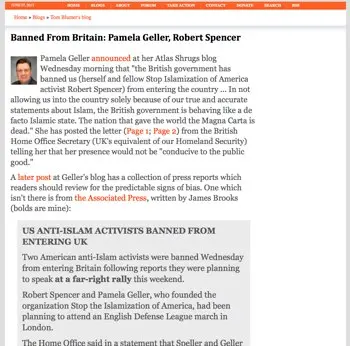 HOME BLOGS ABOUT FORUM TAKE ACTION CONTACT DONATE SEARCH RSS
Home » Blogs » Tom Blumer's blog
Banned From Britain: Pamela Geller, Robert Spencer
Pamela Geller announced at her Atlas Shrugs blog
Wednesday morning that "the British government has
banned us (herself and fellow Stop Islamization of America
activist Robert Spencer) from entering the country ... In not
allowing us into the country solely because of our true and accurate
statements about Islam, the British government is behaving like a de
facto Islamic state. The nation that gave the world the Magna Carta is
dead." She has posted the letter (Page 1; Page 2) from the British
Home Office Secretary (UK's equivalent of our Homeland Security)
telling her that her presence would not be "conducive to the public
good."
A later post at Geller's blog has a collection of press reports which
readers should review for the predictable signs of bias. One which
isn't there is from the Associated Press, written by James Brooks
(bolds are mine):
US ANTI-ISLAM ACTIVISTS BANNED FROM
ENTERING UK
Two American anti-Islam activists were banned Wednesday
from entering Britain following reports they were planning
to speak at a far-right rally this weekend.
Robert Spencer and Pamela Geller, who founded the
organization Stop the Islamization of America, had been
planning to attend an English Defense League march in
London.
The Home Office said in a statement that Speller and Geller